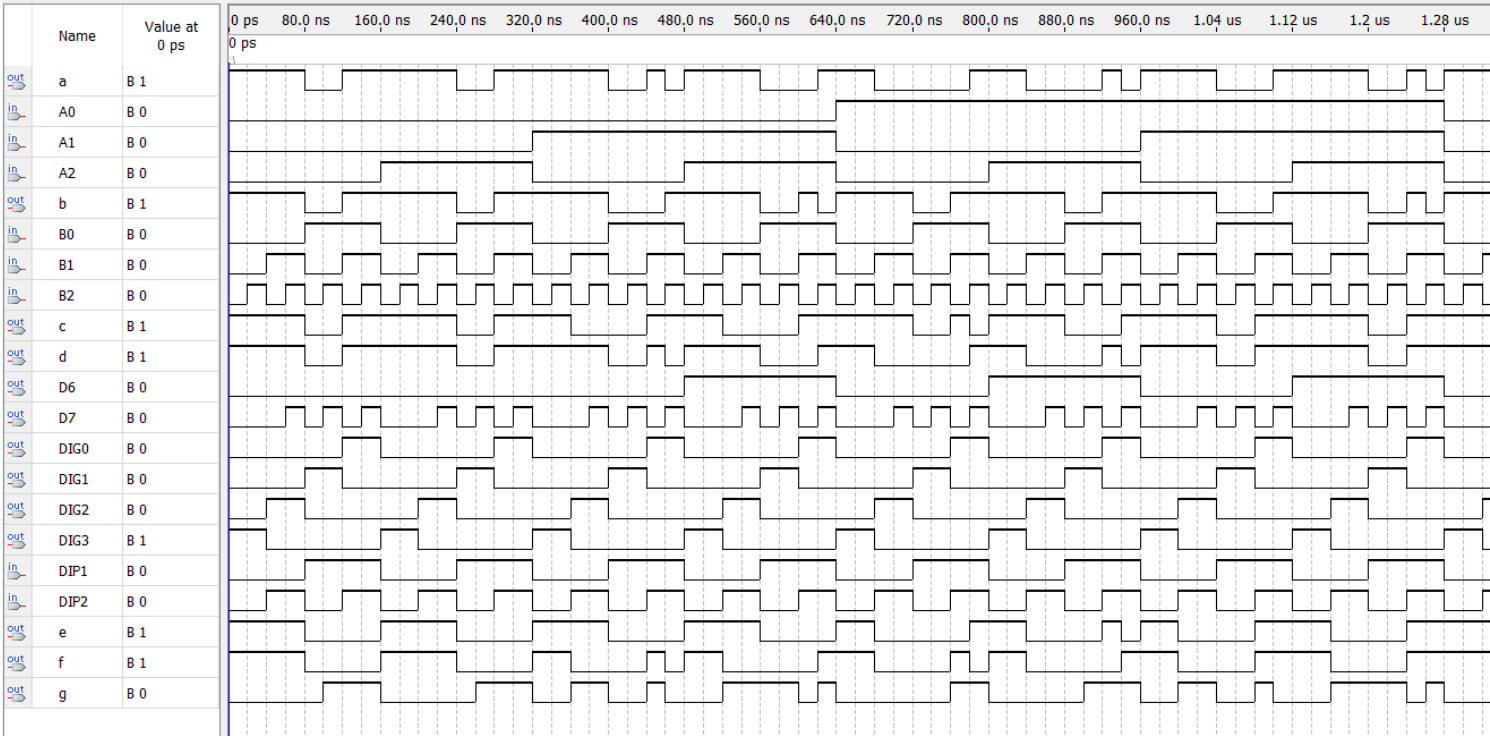 Name Value at 0 ps 0 ps 80.0 ns 160.0 ns 240.0 ns 320.0 ns 400.0 ns 480.0 ns 560.0 ns 640.0 ns 720.0 ns 800.0 ns 880.0 ns 960.0 ns 1.04 us 1.12 us 1.2 us 1.28 us
0 ps
out a B 1
in A0 B 0
in A1 B 0
in A2 B 0
out b B 1
in B0 B 0
in B1 B 0
in B2 B 0
out c B 1
out d B 1
out D6 B 0
out D7 B 0
out DIG0 B 0
out DIG1 B 0
out DIG2 B 0
out DIG3 B 1
in DIP1 B 0
in DIP2 B 0
out e B 1
out f B 1
out g B 0